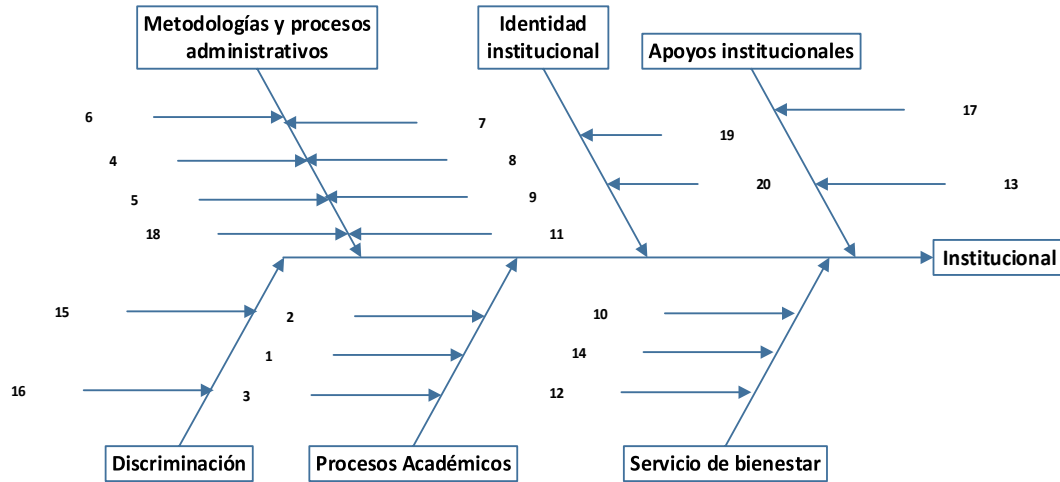 Metodologías y procesos
administrativos
Identidad
institucional
Apoyos institucionales
6
7
17
4
8
19
5
9
20
13
18
11
Institucional
15
2
10
1
14
16
3
12
Discriminación
Procesos Académicos
Servicio de bienestar